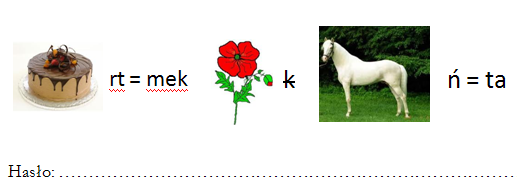 rt = mek k ń = ta
Hasło: ……………………………………………………………………………